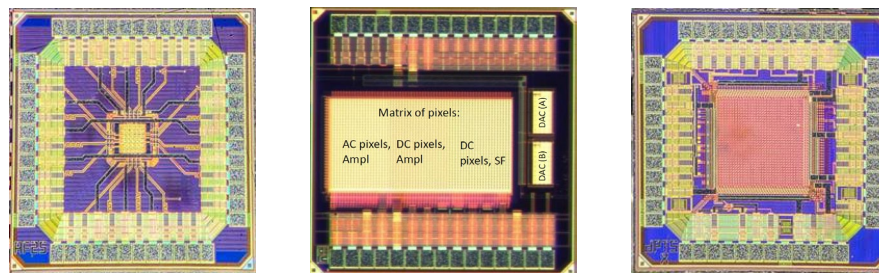 Matrix of pixels:
AC pixels, DC pixels, DC
Ampl Ampl pixels, SF
DAC (A)
DAC (B)